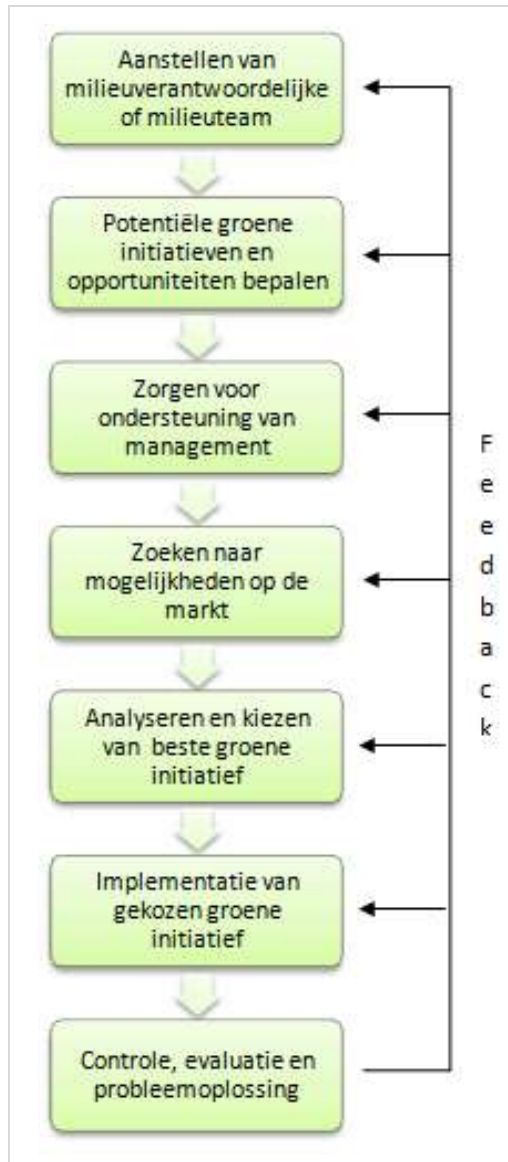 Aanstellen van
milieuverantwoordelijke
of milieuteam
Potentiële groene
initiatieven en
opportuniteiten bepalen
Zorgen voor
ondersteuning van
management
Zoeken naar
mogelijkheden op de
markt
Analyseren en kiezen
van beste groene
initiatief
Implementatie van
gekozen groene
initiatief
Controle, evaluatie en
probleemoplossing
Feedback